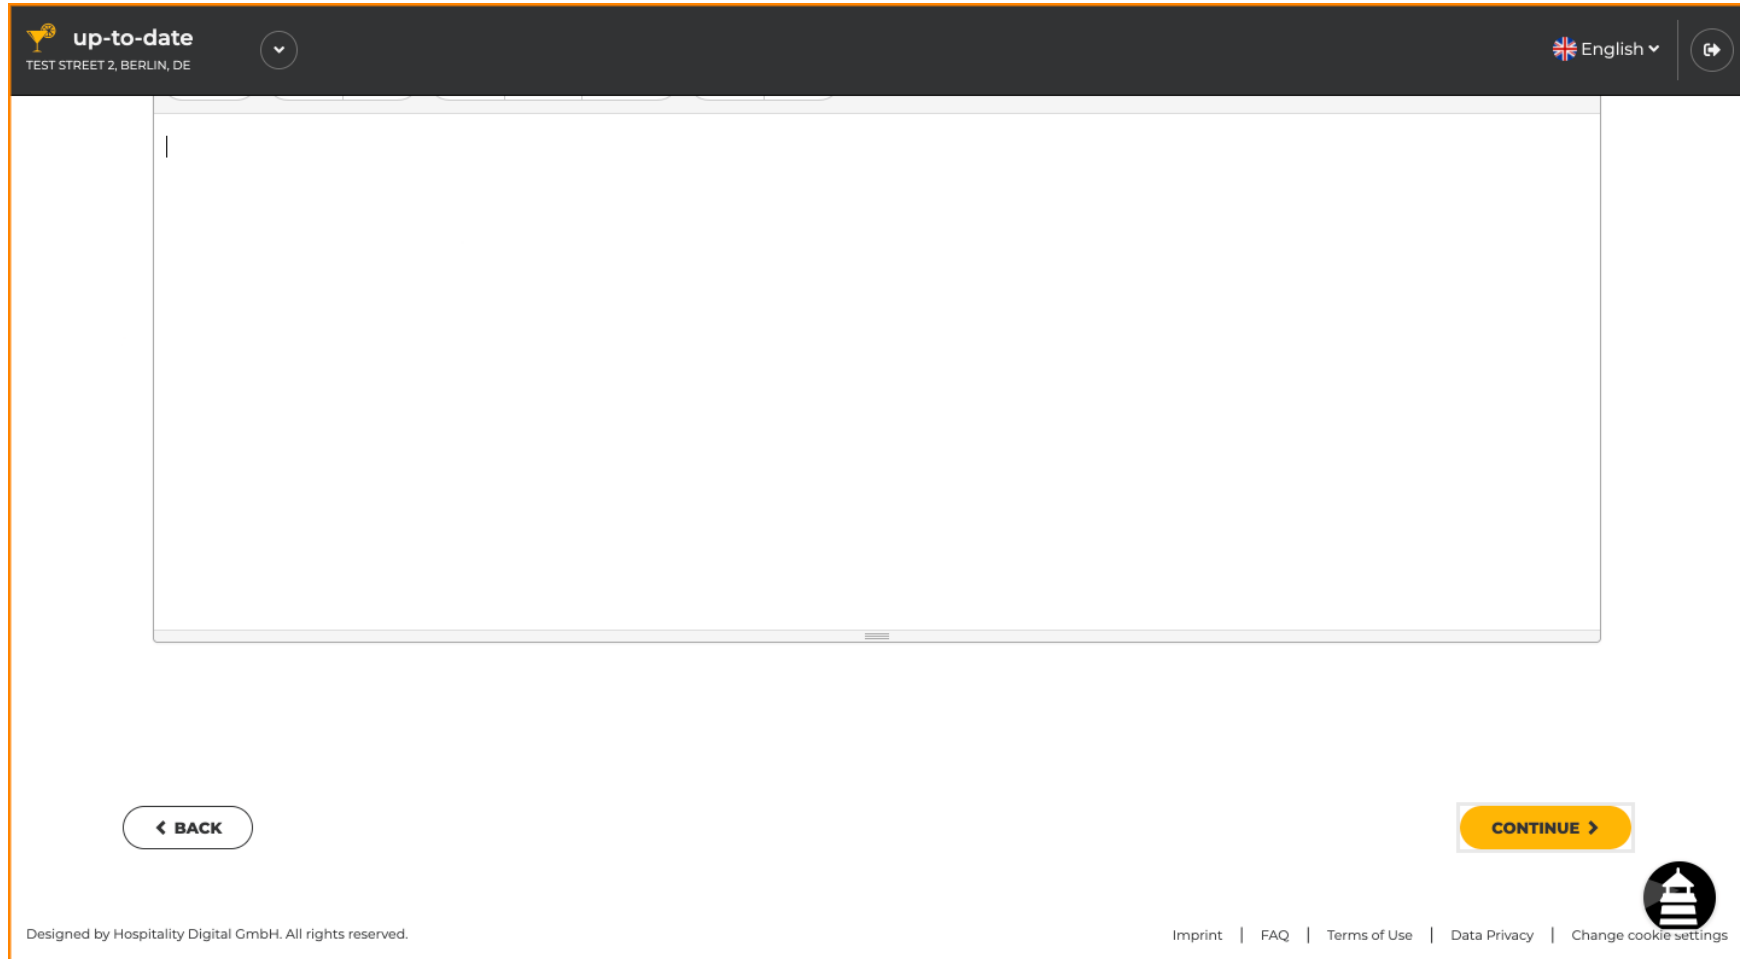 up-to-date
TEST STREET 2, BERLIN, DE
English
BACK
CONTINUE
Designed by Hospitality Digital GmbH. All rights reserved.
Imprint | FAQ | Terms of Use | Data Privacy | Change cookie settings